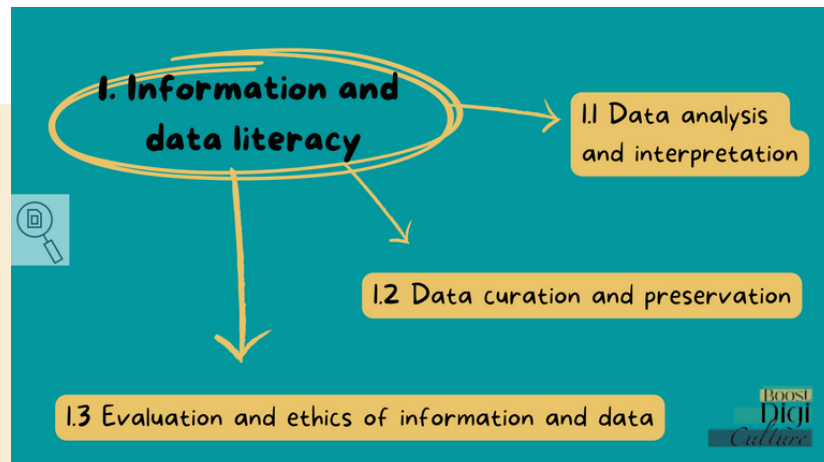 1. Information and
data literacy
1.1 Data analysis
and interpretation
1.2 Data curation and preservation
1.3 Evaluation and ethics of information and data
Boost
Digi
Culture